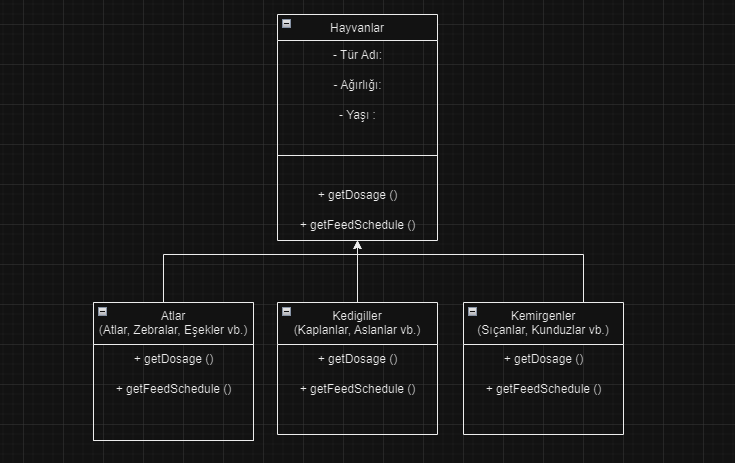 Hayvanlar
- Tür Adı:
- Ağırlığı:
- Yaşı :
+ getDosage ()
+ getFeedSchedule ()
Atlar
(Atlar, Zebralar, Eşekler vb.)
+ getDosage ()
+ getFeedSchedule ()
Kedigiller
(Kaplanlar, Aslanlar vb.)
+ getDosage ()
+ getFeedSchedule ()
Kemirgenler
(Sıçanlar, Kunduzlar vb.)
+ getDosage ()
+ getFeedSchedule ()